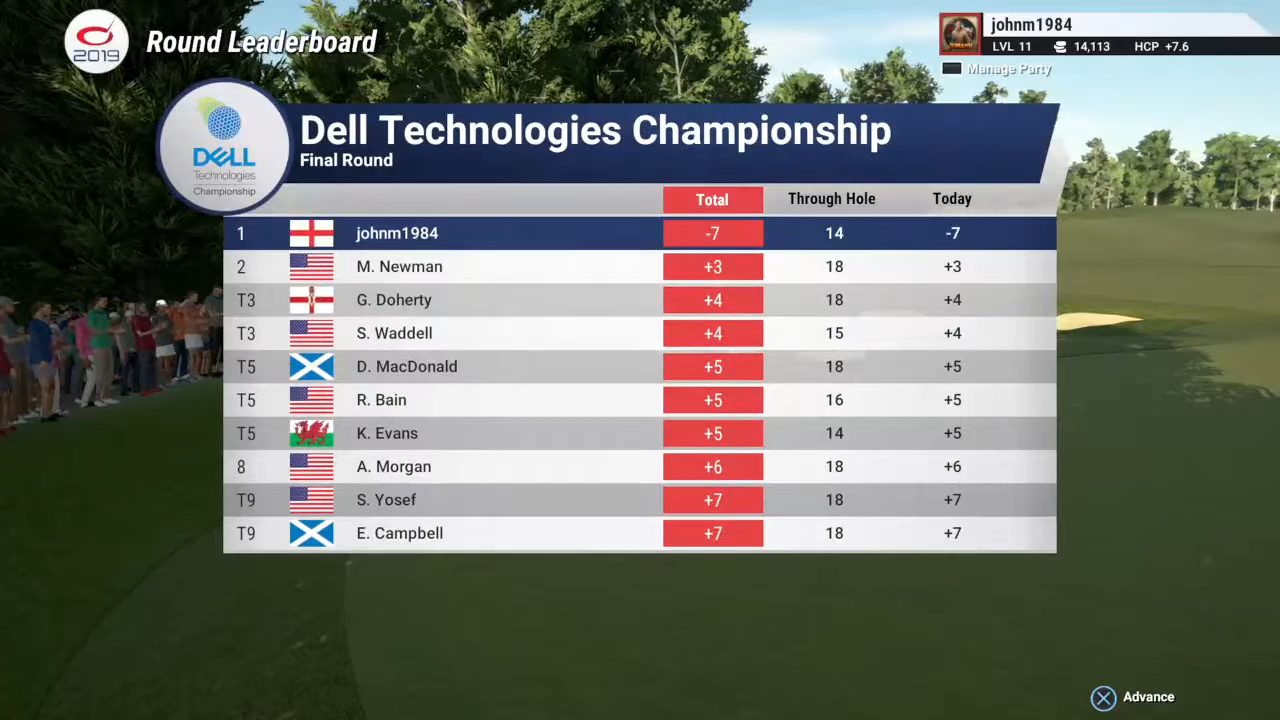 2019
Round Leaderboard
johnm1984
LVL 11 14,113 HCP +7.6
Manage Party
DELL
Technologies
Championship
Dell Technologies Championship
Final Round
Total Through Hole Today
1 johnm1984 -7 14 -7
2 M. Newman +3 18 +3
T3 G. Doherty +4 18 +4
T3 S. Waddell +4 15 +4
T5 D. MacDonald +5 18 +5
T5 R. Bain +5 16 +5
T5 K. Evans +5 14 +5
8 A. Morgan +6 18 +6
T9 S. Yosef +7 18 +7
T9 E. Campbell +7 18 +7
Advance